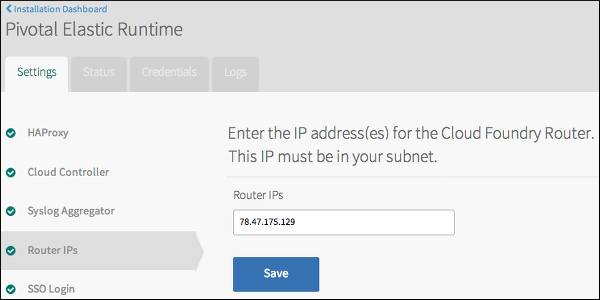 Installation Dashboard
Pivotal Elastic Runtime
Settings Status Credentials Logs
HAProxy
Cloud Controller
Syslog Aggregator
Router IPs
SSO Login
Enter the IP address(es) for the Cloud Foundry Router.
This IP must be in your subnet.
Router IPs
78.47.175.129
Save